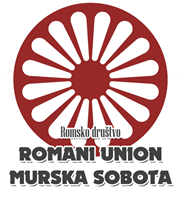 Romsko društvo
ROMANI UNION
MURSKA SOBOTA